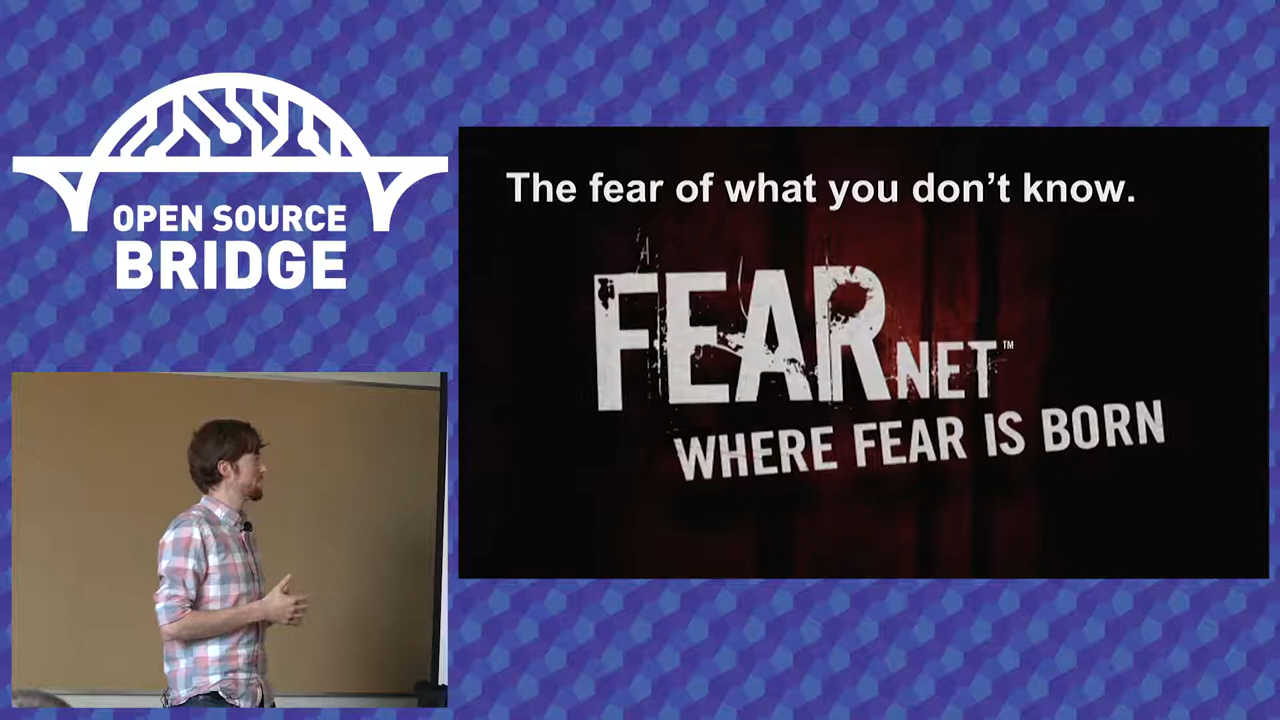 OPEN SOURCE
BRIDGE
The fear of what you don’t know.
FEARNET™
WHERE FEAR IS BORN